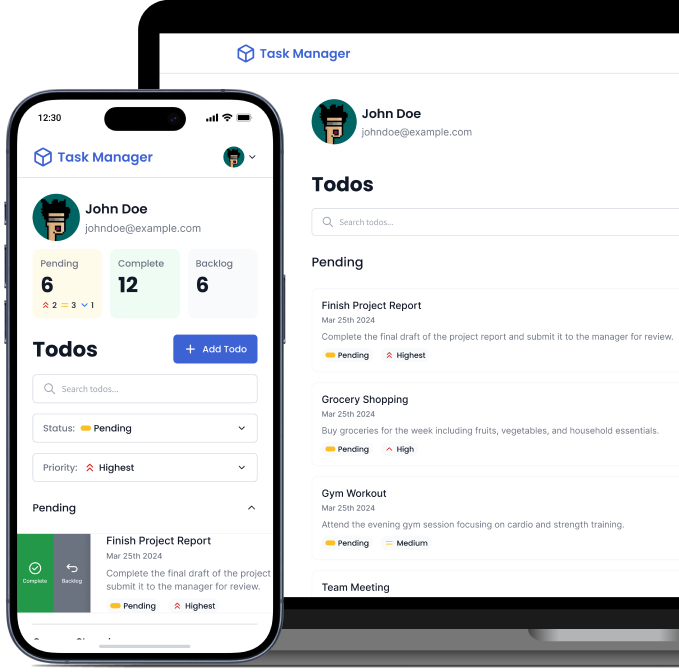 12:30
Task Manager
John Doe
johndoe@example.com
Pending
6
2
3
1
Complete
12
Backlog
6
Todos
+ Add Todo
Search todos...
Status: Pending
Priority: Highest
Pending
Complete
Backlog
Finish Project Report
Mar 25th 2024
Complete the final draft of the project report
submit it to the manager for review.
Pending
Highest
Task Manager
John Doe
johndoe@example.com
Todos
Search todos...
Pending
Finish Project Report
Mar 25th 2024
Complete the final draft of the project report and submit it to the manager for review.
Pending
Highest
Grocery Shopping
Mar 25th 2024
Buy groceries for the week including fruits, vegetables, and household essentials.
Pending
High
Gym Workout
Mar 25th 2024
Attend the evening gym session focusing on cardio and strength training.
Pending
Medium
Team Meeting